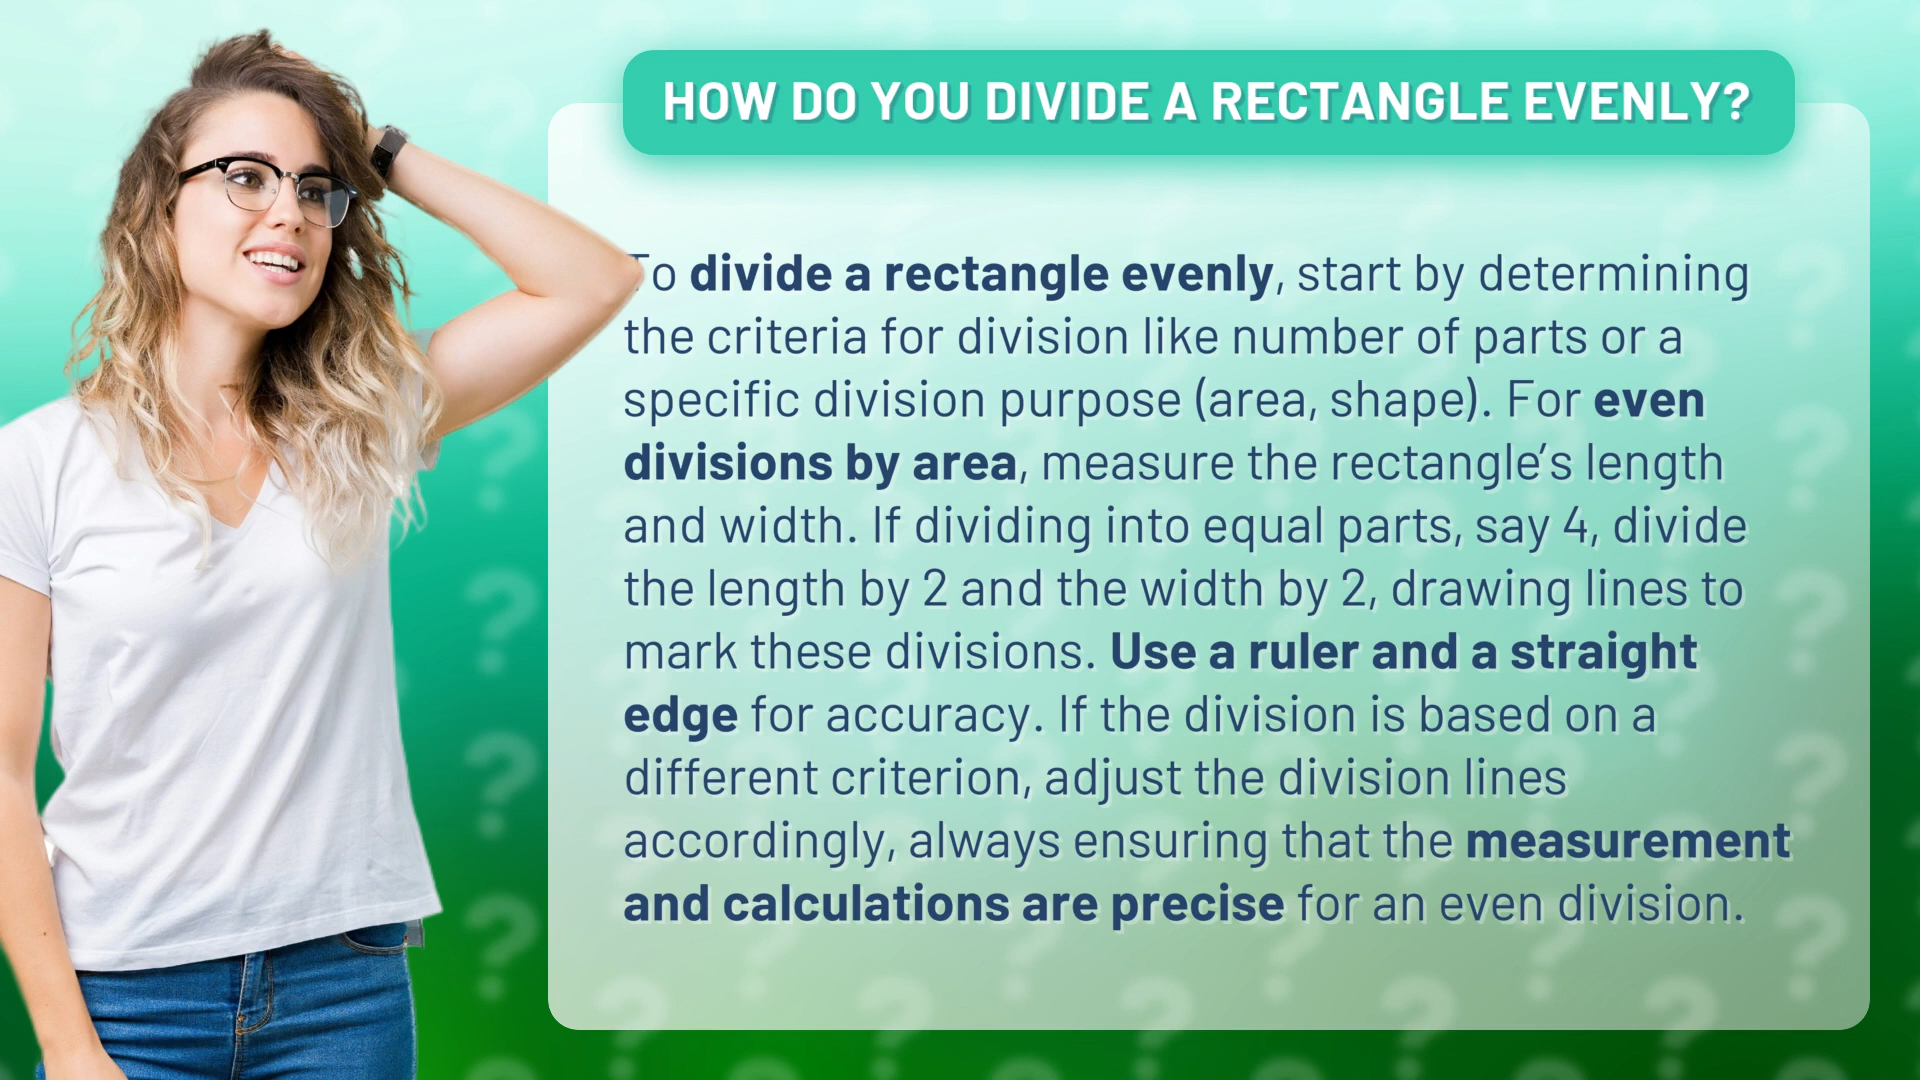 HOW DO YOU DIVIDE A RECTANGLE EVENLY?
To divide a rectangle evenly, start by determining
the criteria for division like number of parts or a
specific division purpose (area, shape). For even
divisions by area, measure the rectangle's length
and width. If dividing into equal parts, say 4, divide
the length by 2 and the width by 2, drawing lines to
mark these divisions. Use a ruler and a straight
edge for accuracy. If the division is based on a
different criterion, adjust the division lines
accordingly, always ensuring that the measurement
and calculations are precise for an even division.